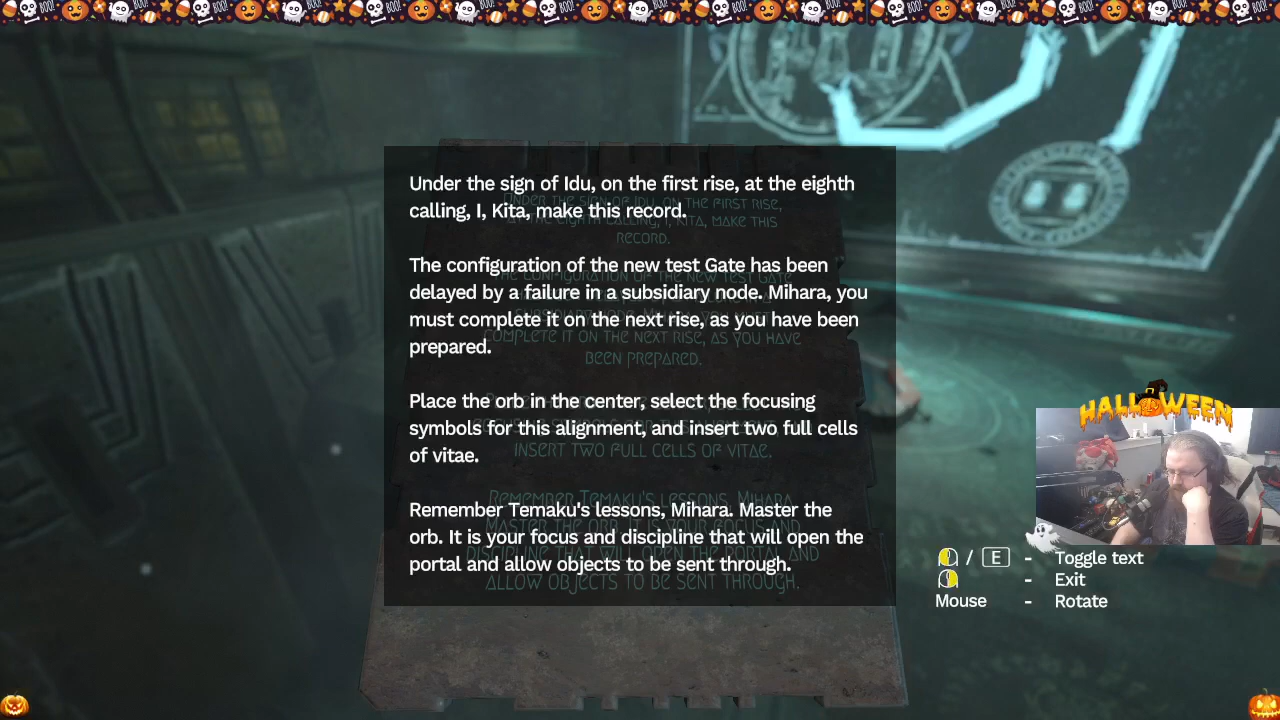 Under the sign of Idu, on the first rise, at the eighth
calling, I, Kita, make this record.
The configuration of the new test Gate has been
delayed by a failure in a subsidiary node. Mihara, you
must complete it on the next rise, as you have been
prepared.
Place the orb in the center, select the focusing
symbols for this alignment, and insert two full cells
of vitae.
Remember Temaku's lessons, Mihara. Master the
orb. It is your focus and discipline that will open the
portal and allow objects to be sent through.
HALLOWEEN
E - Toggle text
- Exit
Mouse - Rotate